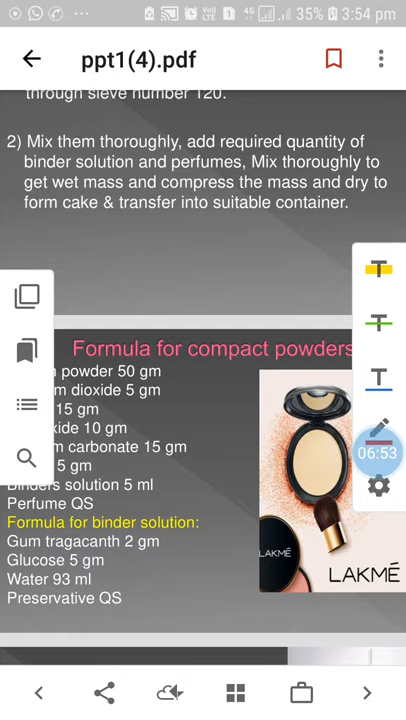 VoD
LTE
1
4G
35%
3:54 pm
ppt1(4).pdf
through sieve number 120.
2) Mix them thoroughly, add required quantity of
binder solution and perfumes, Mix thoroughly to
get wet mass and compress the mass and dry to
form cake & transfer into suitable container.
T
T
T
Formula for compact powders
powder 50 gm
dioxide 5 gm
15 gm
10 gm
carbonate 15 gm
5 gm
06:53
Binders solution 5 ml
Perfume QS
Formula for binder solution:
Gum tragacanth 2 gm
Glucose 5 gm
Water 93 ml
Preservative QS
LAKMÉ
LAKMÉ